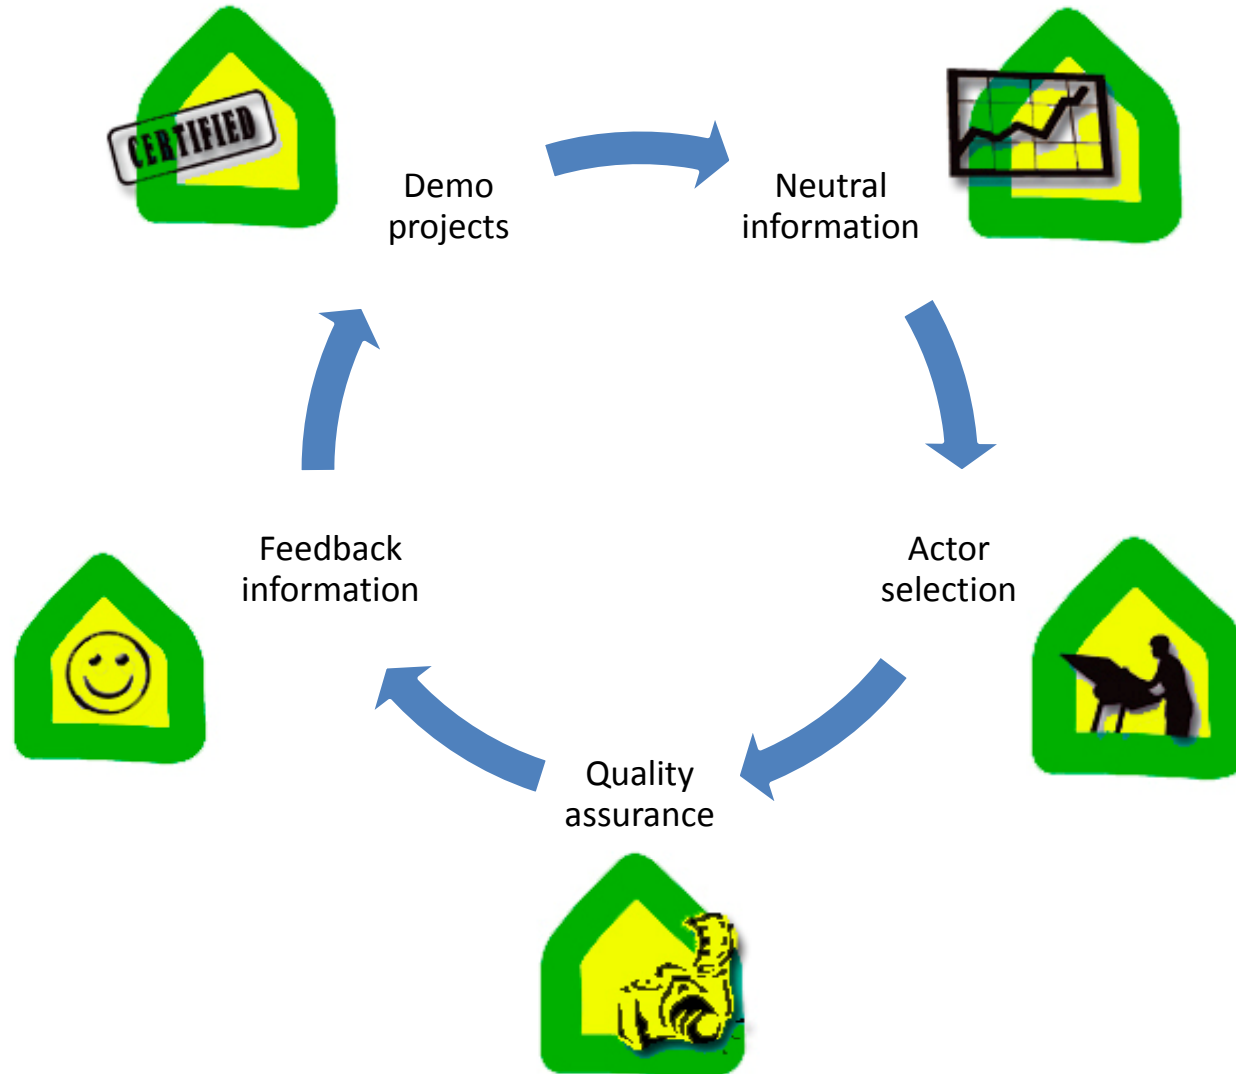 CERTIFIED
Demo
projects
Neutral
information
Actor
selection
Quality
assurance
Feedback
information